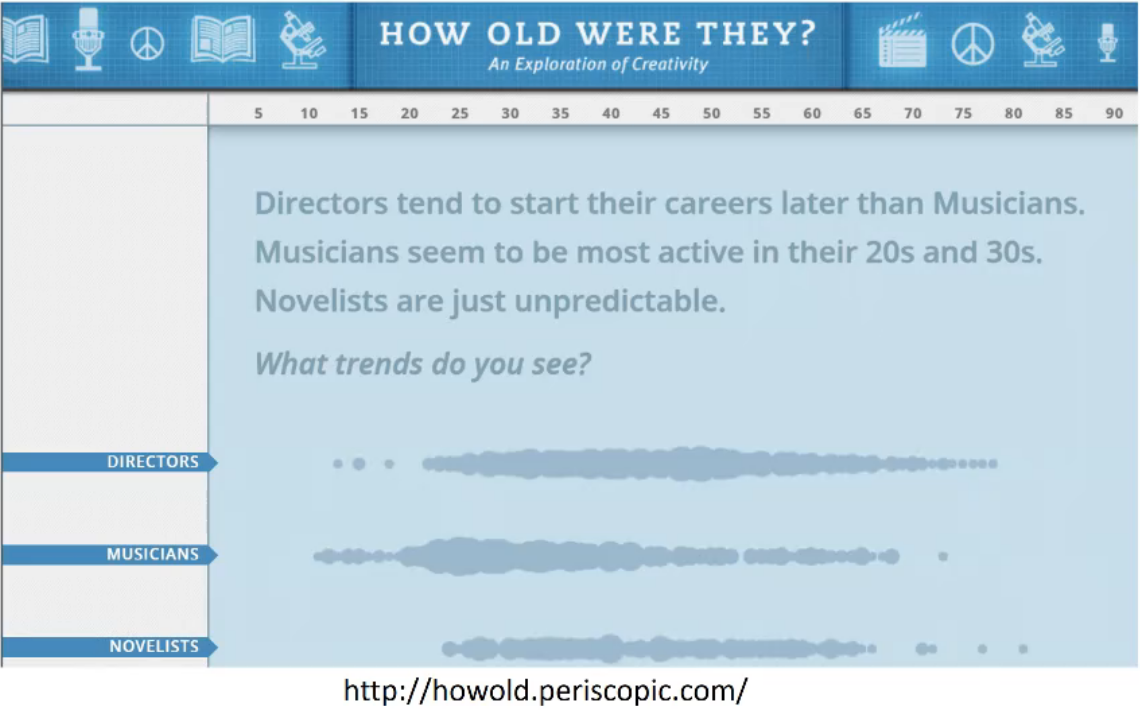 HOW OLD WERE THEY?
An Exploration of Creativity
5 10 15 20 25 30 35 40 45 50 55 60 65 70 75 80 85 90
Directors tend to start their careers later than Musicians.
Musicians seem to be most active in their 20s and 30s.
Novelists are just unpredictable.
What trends do you see?
DIRECTORS
MUSICIANS
NOVELISTS
http://howold.periscopic.com/